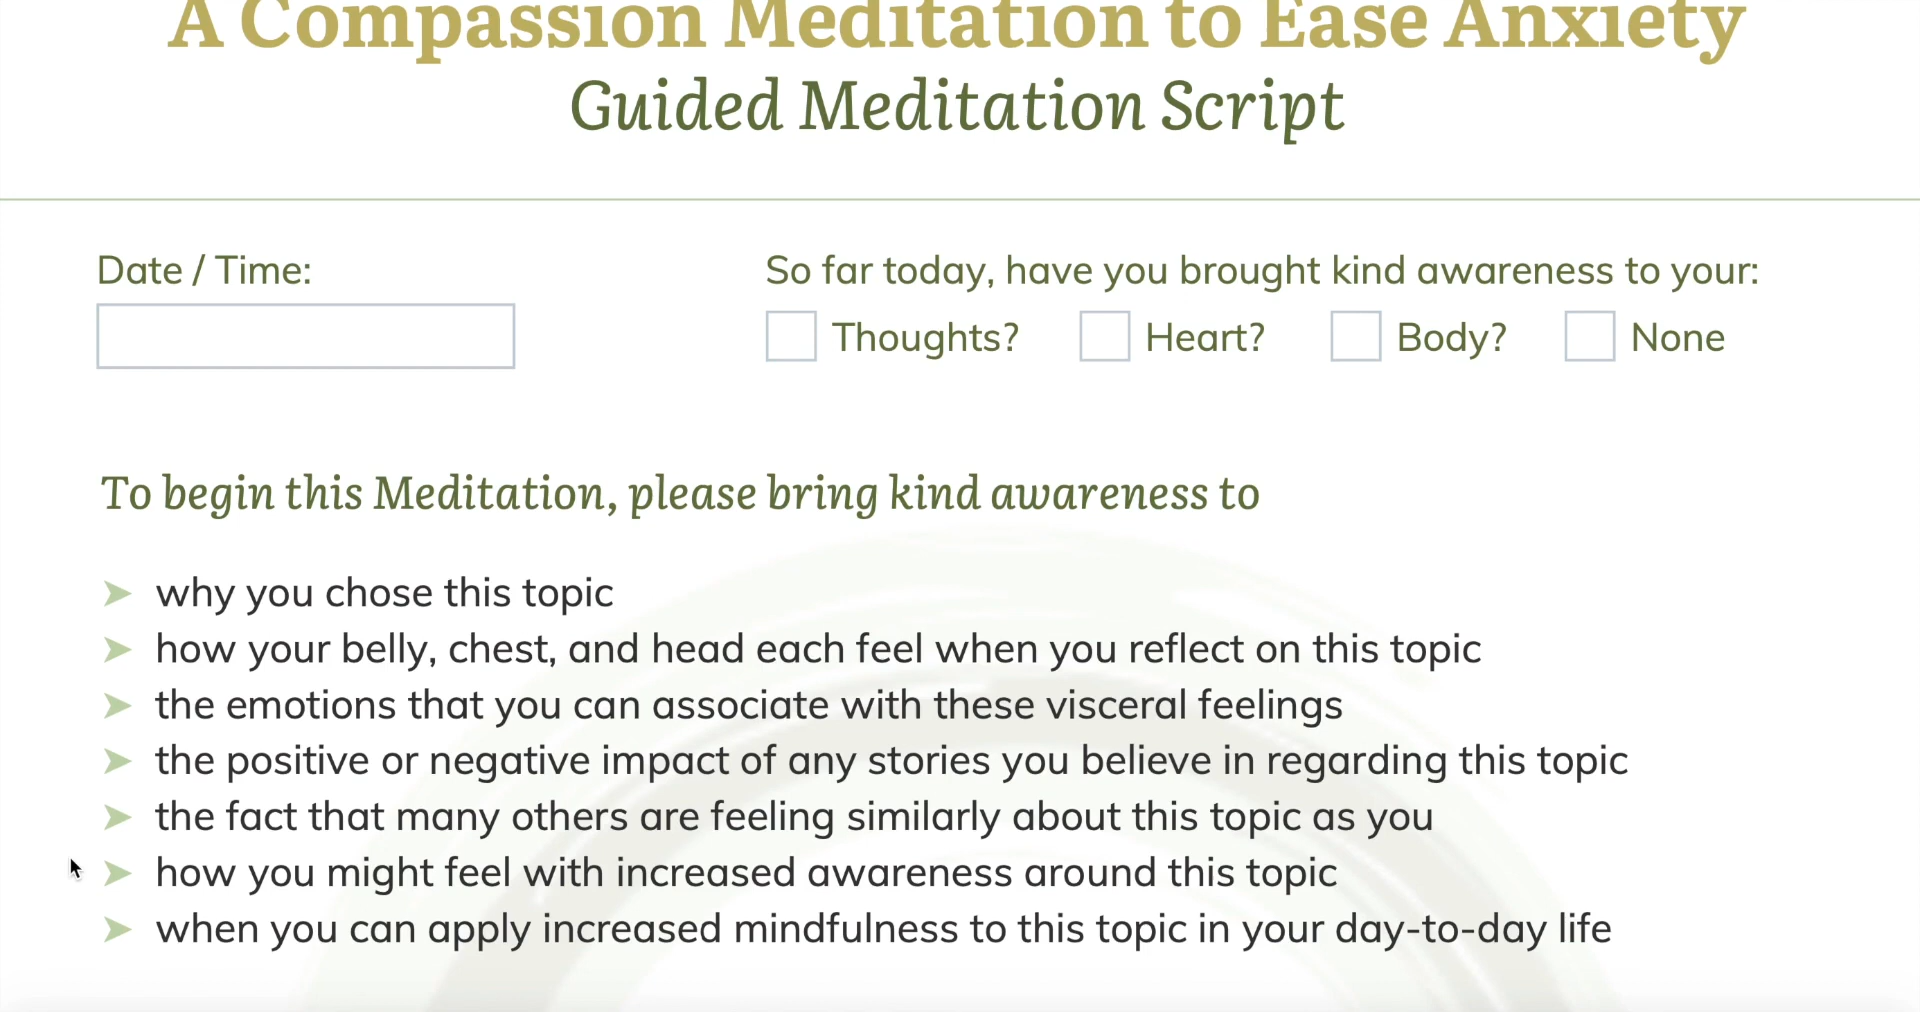 A Compassion Meditation to Ease Anxiety
Guided Meditation Script
Date / Time:
So far today, have you brought kind awareness to your:
Thoughts? Heart? Body? None
To begin this Meditation, please bring kind awareness to
➤ why you chose this topic
➤ how your belly, chest, and head each feel when you reflect on this topic
➤ the emotions that you can associate with these visceral feelings
➤ the positive or negative impact of any stories you believe in regarding this topic
➤ the fact that many others are feeling similarly about this topic as you
➤ how you might feel with increased awareness around this topic
➤ when you can apply increased mindfulness to this topic in your day-to-day life